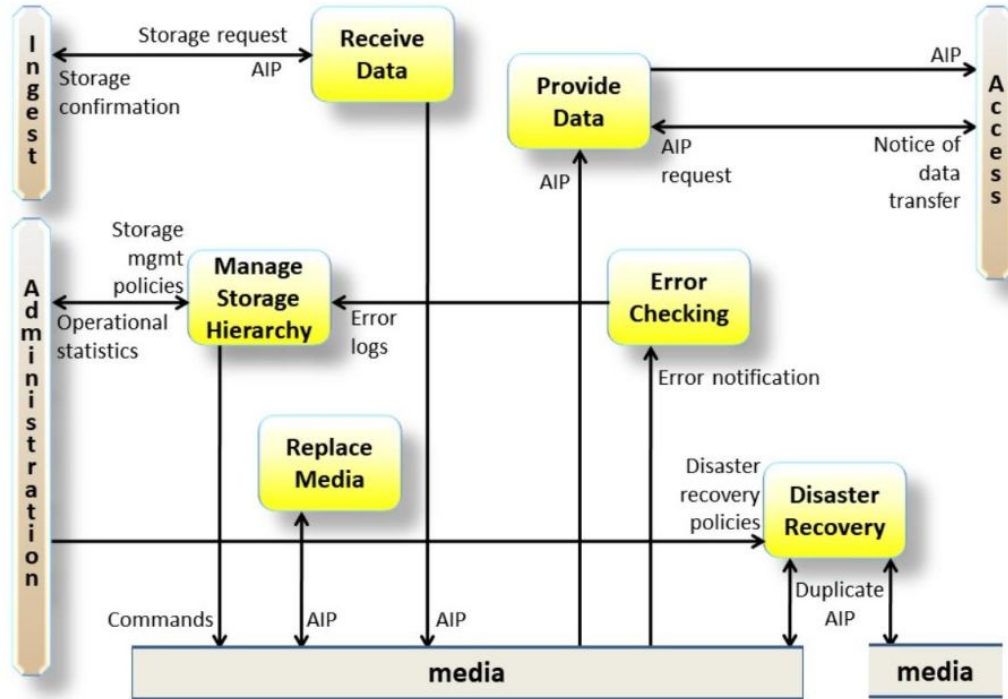 Ingest
Storage request
AIP
Storage
confirmation
Receive
Data
Provide
Data
AIP
AIP
request
Notice of
data
transfer
Access
AIP
Administration
Storage
mgmt
policies
Operational
statistics
Manage
Storage
Hierarchy
Error
logs
Error
Checking
Error notification
Replace
Media
Disaster
recovery
policies
Disaster
Recovery
Commands
AIP
AIP
Duplicate
AIP
media
media